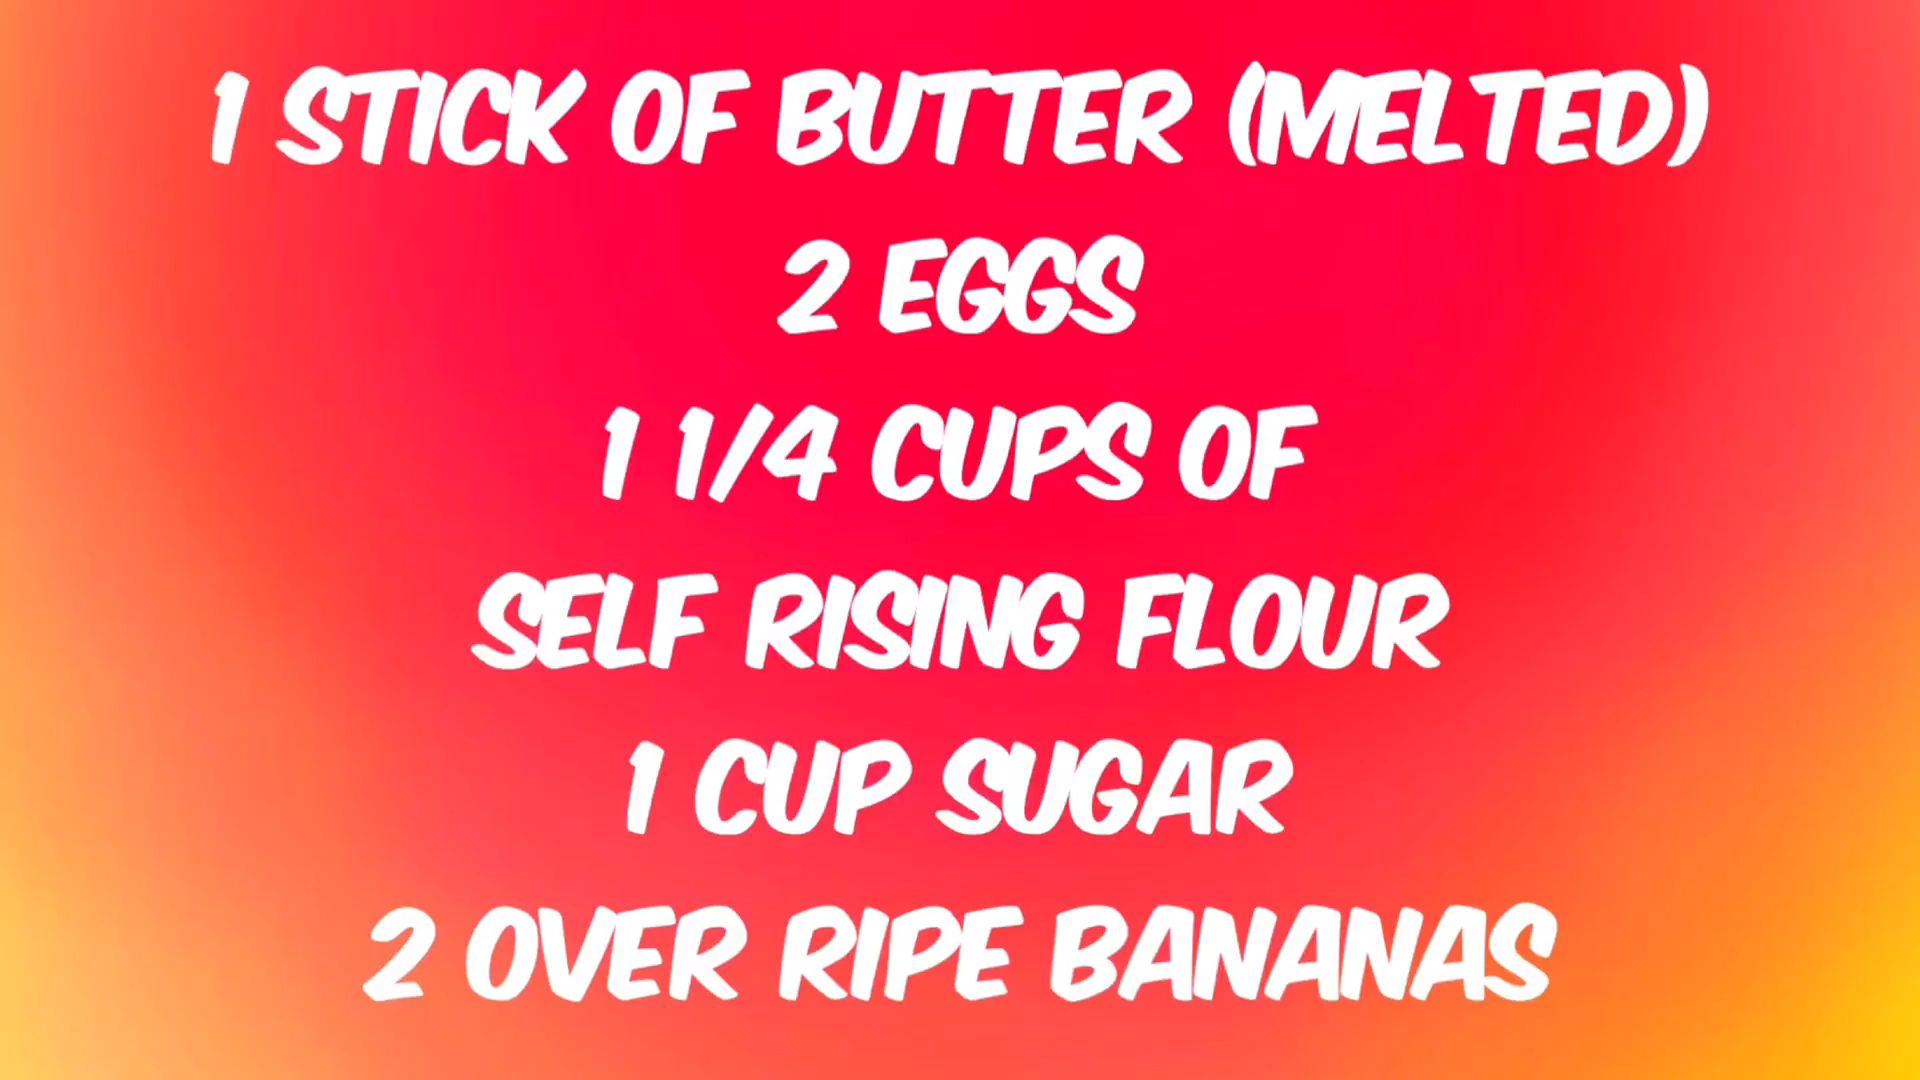 1 STICK OF BUTTER (MELTED)
2 EGGS
1 1/4 CUPS OF
SELF RISING FLOUR
1 CUP SUGAR
2 OVER RIPE BANANAS